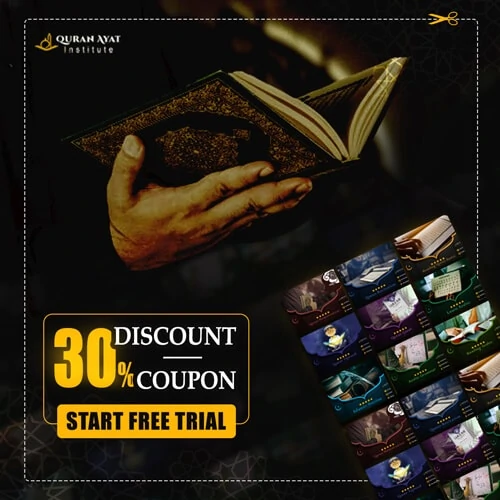 QURAN AYAT
Institute
30%
DISCOUNT
COUPON
START FREE TRIAL